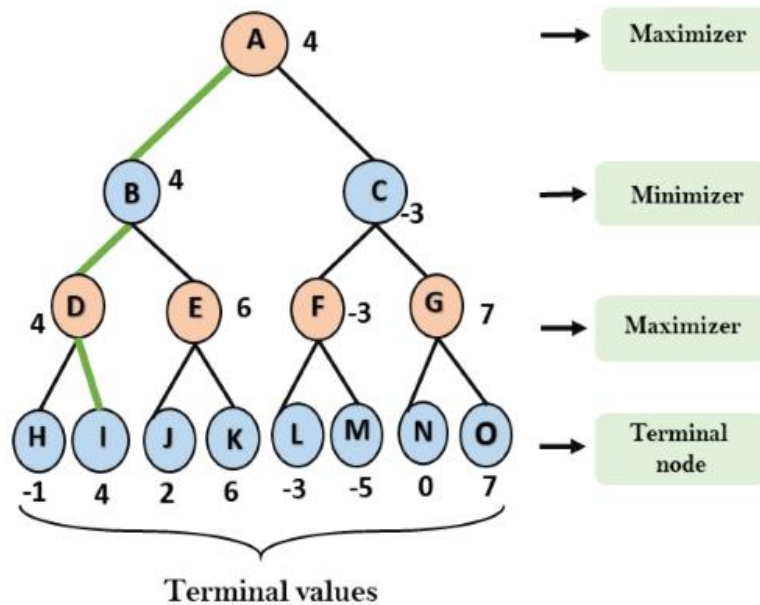 A 4 Maximizer
B 4 C -3 Minimizer
D 4 E 6 F -3 G 7 Maximizer
H I J K L M N O Terminal
node
-1 4 2 6 -3 -5 0 7
Terminal values